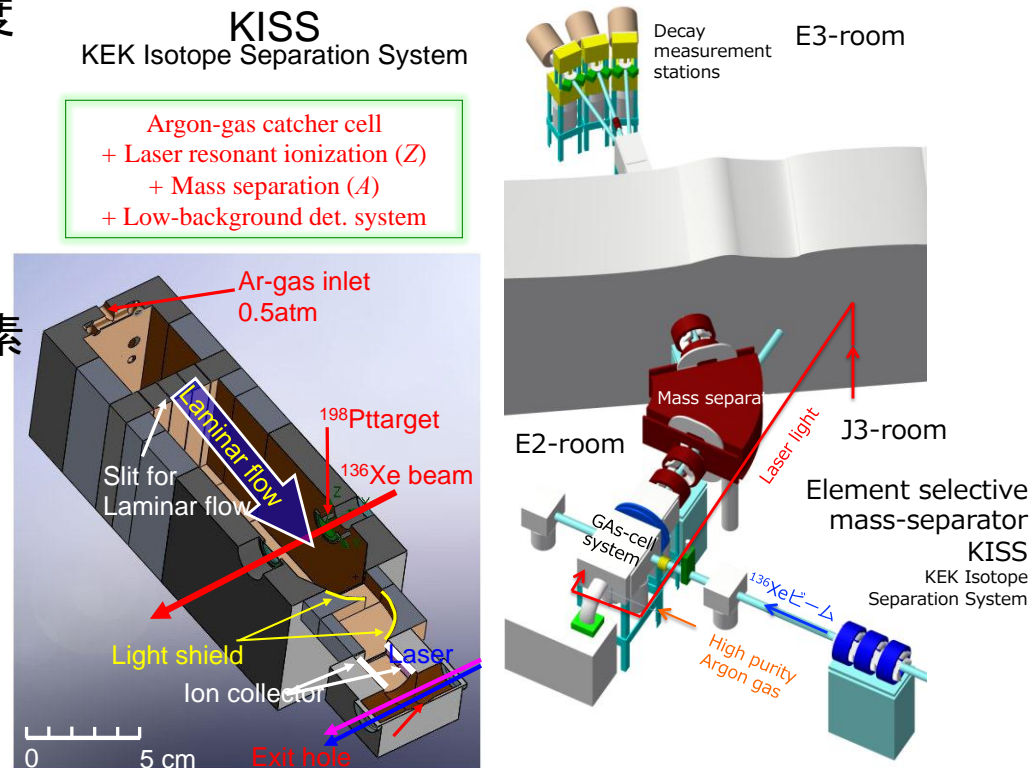 度
KISS
KEK Isotope Separation System
Argon-gas catcher cell
+ Laser resonant ionization (Z)
+ Mass separation (A)
+ Low-background det. system
素
Ar-gas inlet
0.5atm
Laminar flow
198Pttarget
136Xe beam
Slit for
Laminar flow
Light shield
Laser
Ion collector
Exit hole
0
5 cm
Decay
measurement
stations
E3-room
Mass separat
Laser light
E2-room
J3-room
GAs-cell
system
Element selective
mass-separator
KISS
KEK Isotope
Separation System
136Xeビーム
High purity
Argon gas